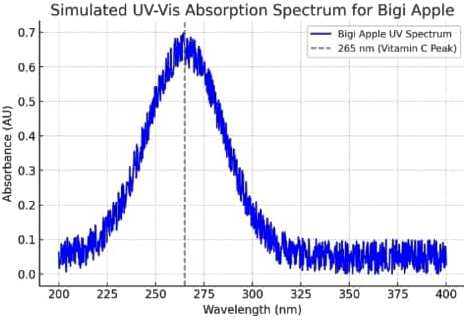 Simulated UV-Vis Absorption Spectrum for Bigi Apple
Bigi Apple UV Spectrum
265 nm (Vitamin C Peak)
Absorbance (AU)
0.7
0.6
0.5
0.4
0.3
0.2
0.1
0.0
200 225 250 275 300 325 350 375 400
Wavelength (nm)